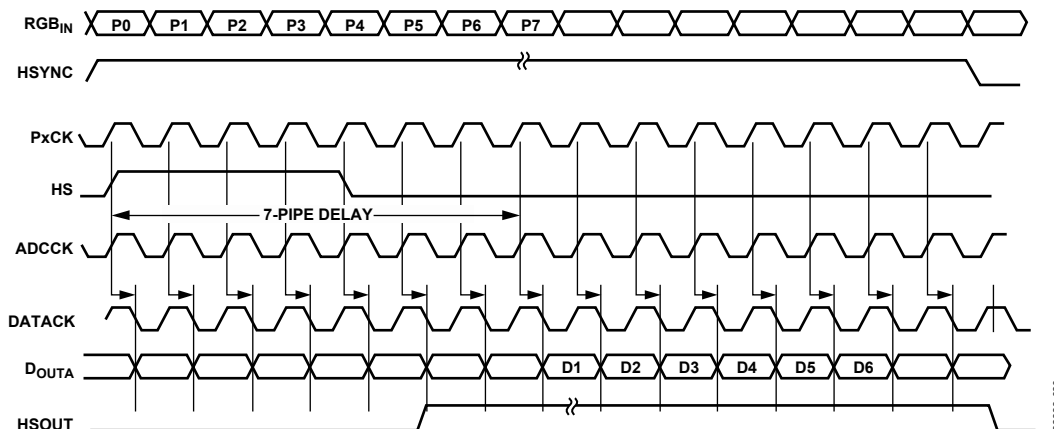 RGBIN P0 P1 P2 P3 P4 P5 P6 P7
HSYNC
PxCK
HS
7-PIPE DELAY
ADCCK
DATACK
DOUTA D1 D2 D3 D4 D5 D6
HSOUT